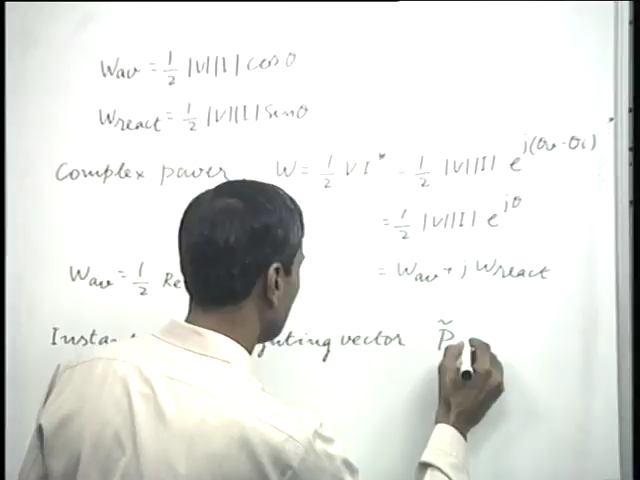 Wav = 1/2 |V||I| cos θ
Wreact = 1/2 |V||I| Sin θ
Complex power W = 1/2 V I* = 1/2 |V||I| e^j(θv-θi)
= 1/2 |V||I| e^jθ
Wav = 1/2 Re = Wav + j Wreact
vector P̃